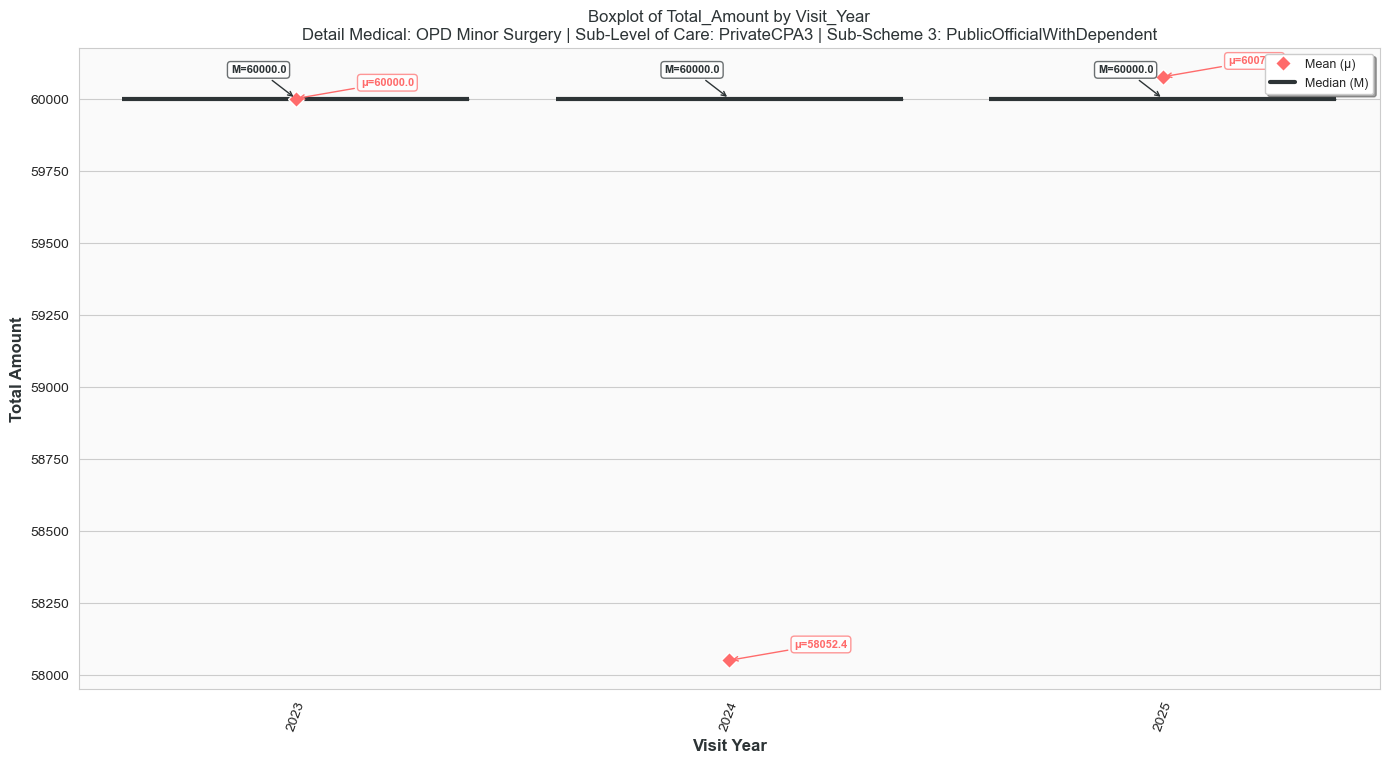 Boxplot of Total_Amount by Visit_Year
Detail Medical: OPD Minor Surgery | Sub-Level of Care: PrivateCPA3 | Sub-Scheme 3: PublicOfficialWithDependent
M=60000.0
μ=60000.0
M=60000.0
M=60000.0
Mean (μ)
Median (M)
60000
59750
59500
59250
59000
58750
58500
58250
58000
μ=58052.4
Total Amount
2023
2024
2025
Visit Year